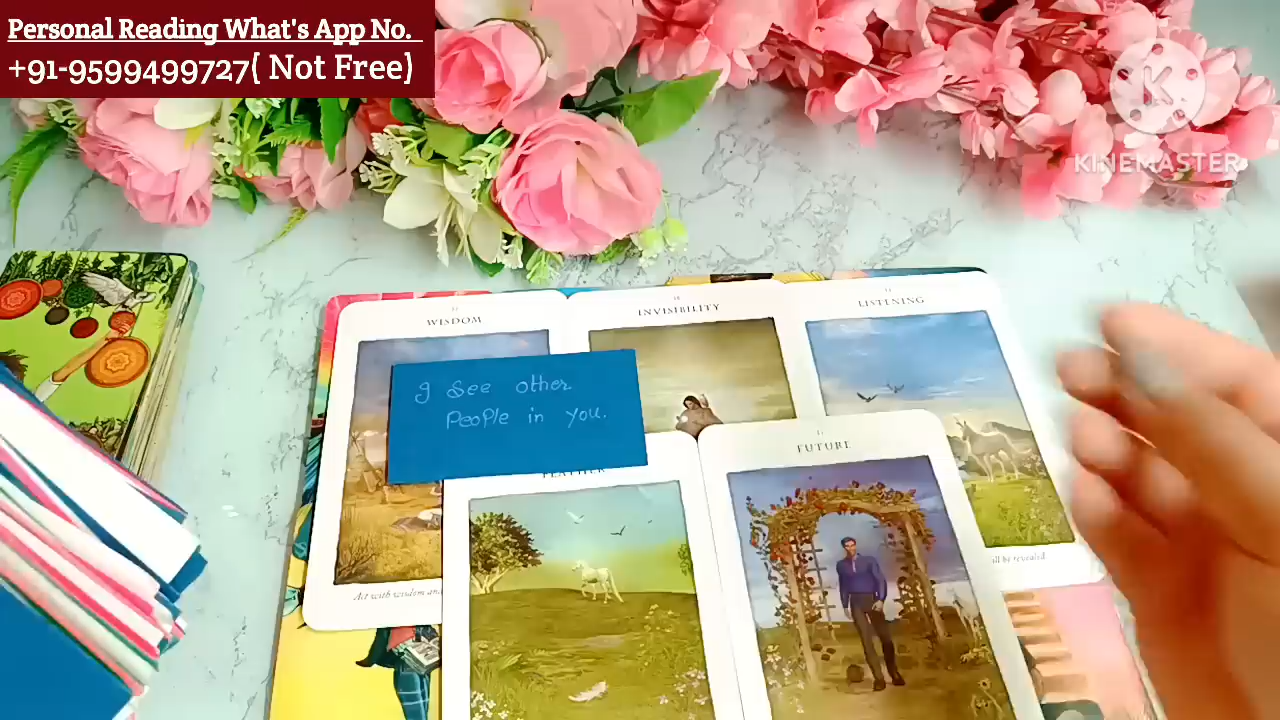 Personal Reading What's App No.
+91-9599499727( Not Free)
K
KINEMASTER
WISDOM
INVISIBILITY
LISTENING
I see other
People in you.
FEATHER
FUTURE
Act with wisdom and
ill be revealed